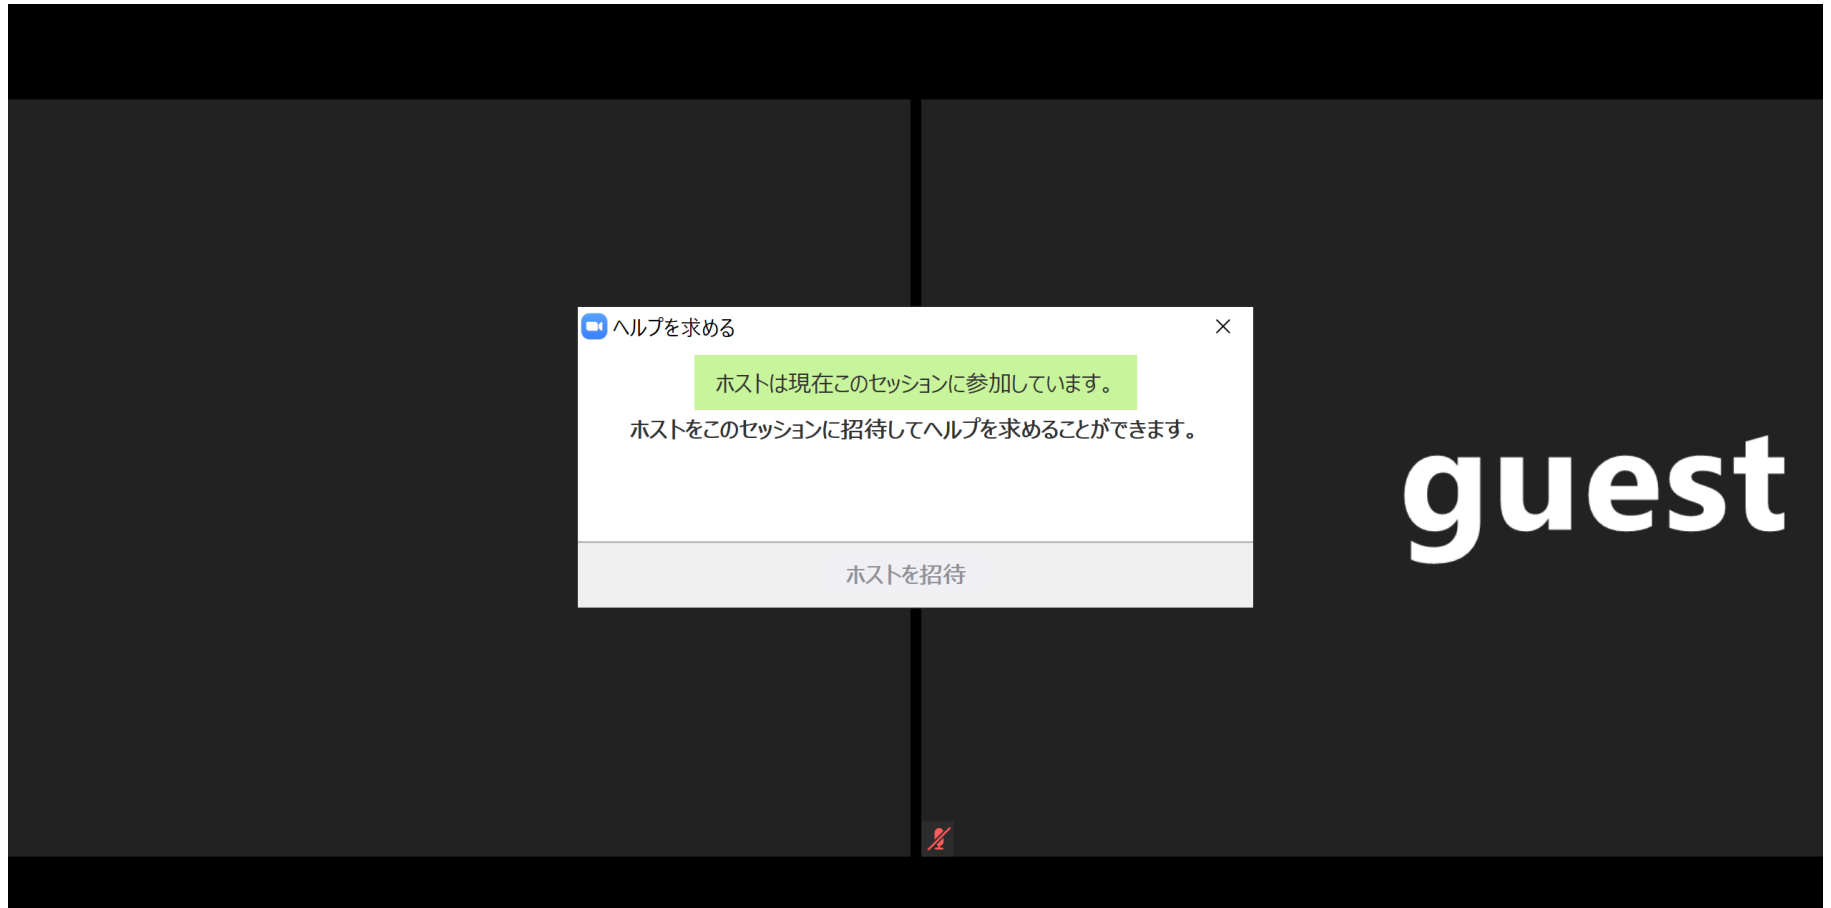 ヘルプを求める
ホストは現在このセッションに参加しています。
ホストをこのセッションに招待してヘルプを求めることができます。
guest
ホストを招待